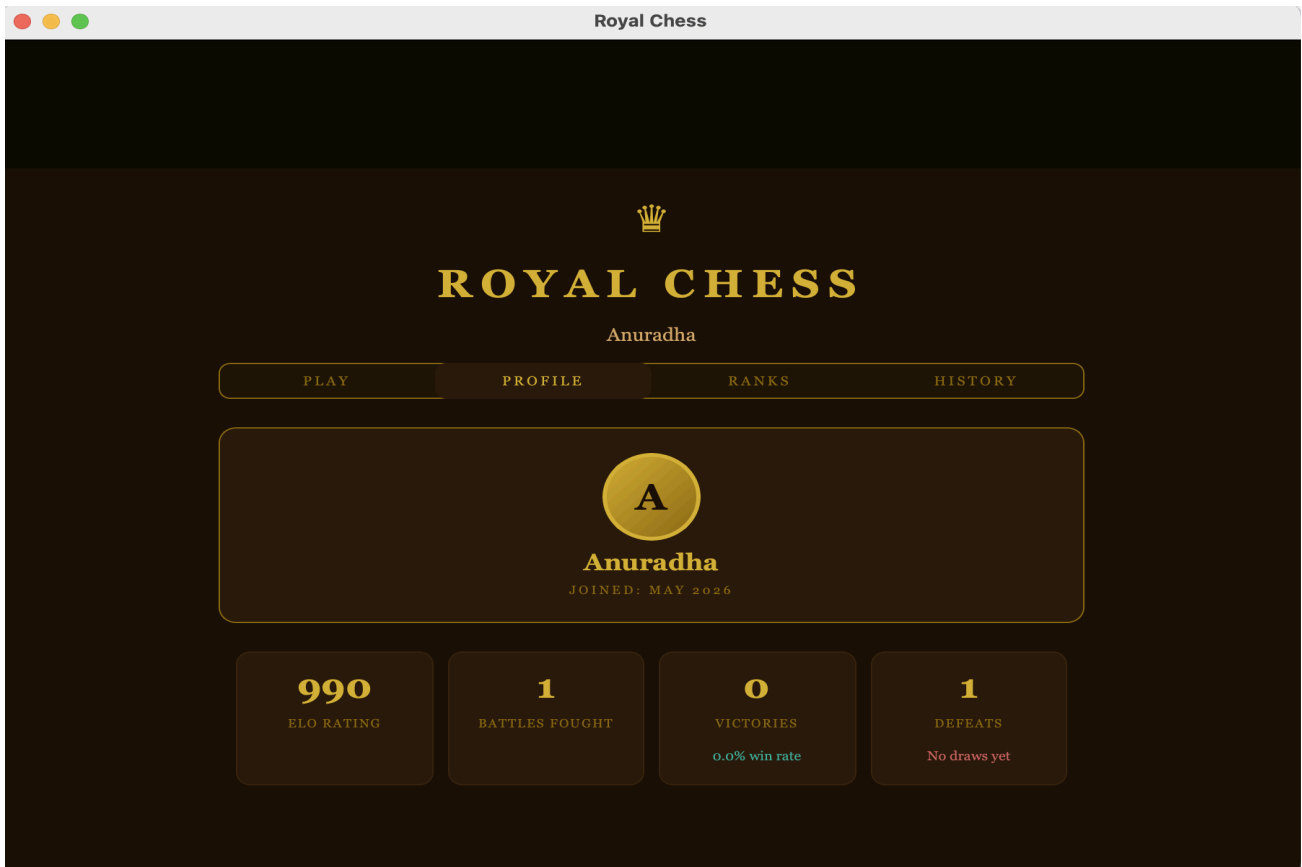 Royal Chess
ROYAL CHESS
Anuradha
PLAY PROFILE RANKS HISTORY
A
Anuradha
JOINED: MAY 2026
990 1 0 1
ELO RATING BATTLES FOUGHT VICTORIES DEFEATS
0.0% win rate No draws yet